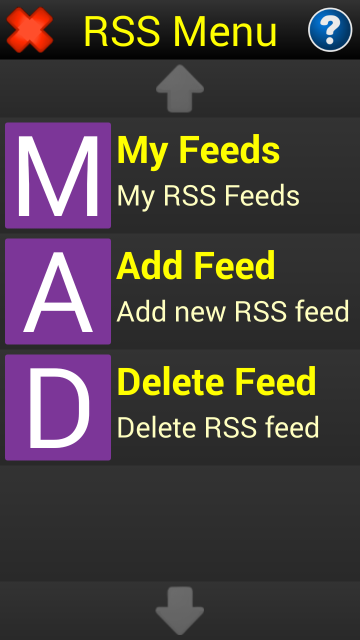 RSS Menu
?
M
My Feeds
My RSS Feeds
A
Add Feed
Add new RSS feed
D
Delete Feed
Delete RSS feed